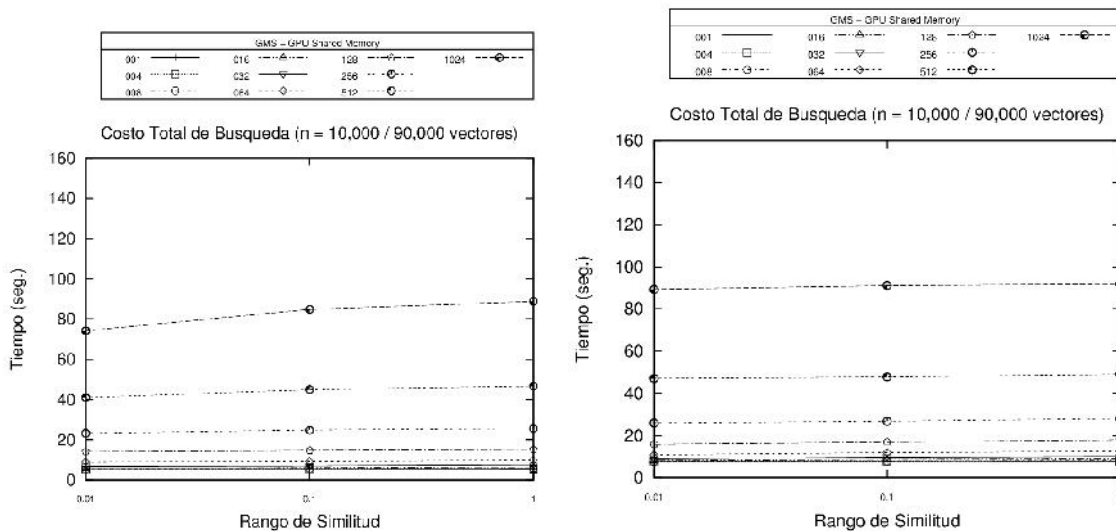 GMS – GPU Shared Memory
001 016 128 1024
004 032 256
008 064 512
Costo Total de Busqueda (n = 10,000 / 90,000 vectores)
160
140
120
100
80
60
40
20
0
Tiempo (seg.)
0.01 0.1 1
Rango de Similitud
GMS – GPU Shared Memory
001 016 128 1024
004 032 256
008 064 512
Costo Total de Busqueda (n = 10,000 / 90,000 vectores)
160
140
120
100
80
60
40
20
0
Tiempo (seg.)
0.01 0.1
Rango de Similitud